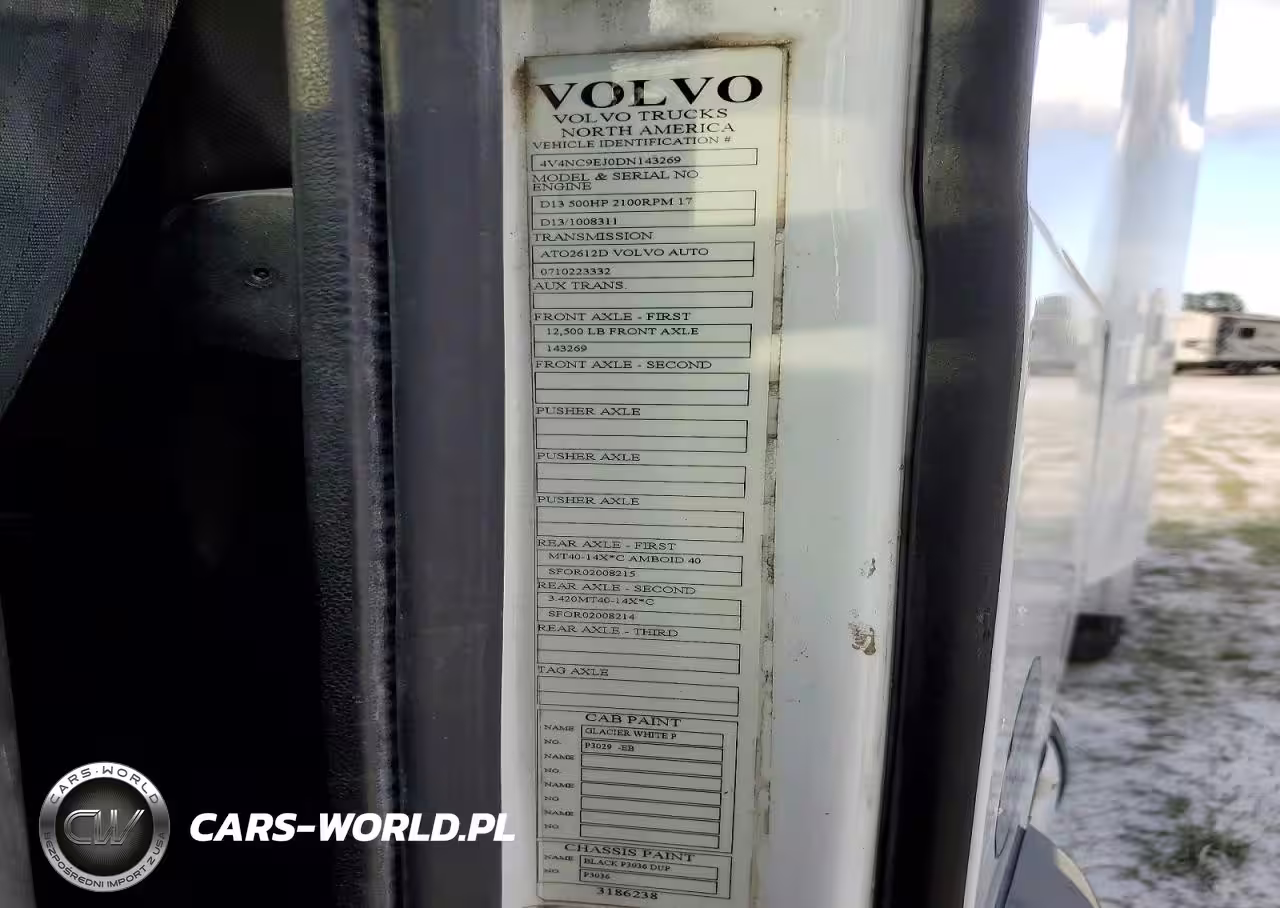 VOLVO
VOLVO TRUCKS
NORTH AMERICA
VEHICLE IDENTIFICATION #
4V4NC9EJ0DN143269
MODEL & SERIAL NO.
ENGINE
D13 500HP 2100RPM 17
D13/1008311
TRANSMISSION
ATO2612D VOLVO AUTO
0710223332
AUX TRANS.
FRONT AXLE - FIRST
12,500 LB FRONT AXLE
143269
FRONT AXLE - SECOND
PUSHER AXLE
PUSHER AXLE
PUSHER AXLE
REAR AXLE - FIRST
MT40-14X*C AMBOID 40
SFOR02008215
REAR AXLE - SECOND
3.420MT40-14X*C
SFOR02008214
REAR AXLE - THIRD
TAG AXLE
CAB PAINT
NAME GLACIER WHITE P
NO. P3029 -EB
NAME
NO.
NAME
NO
NAME
NO.
CHASSIS PAINT
NAME BLACK P3036 DUP
NO. P3036
3186238
CARS-WORLD
CW
BEZPOŚREDNI IMPORT Z USA
CARS-WORLD.PL